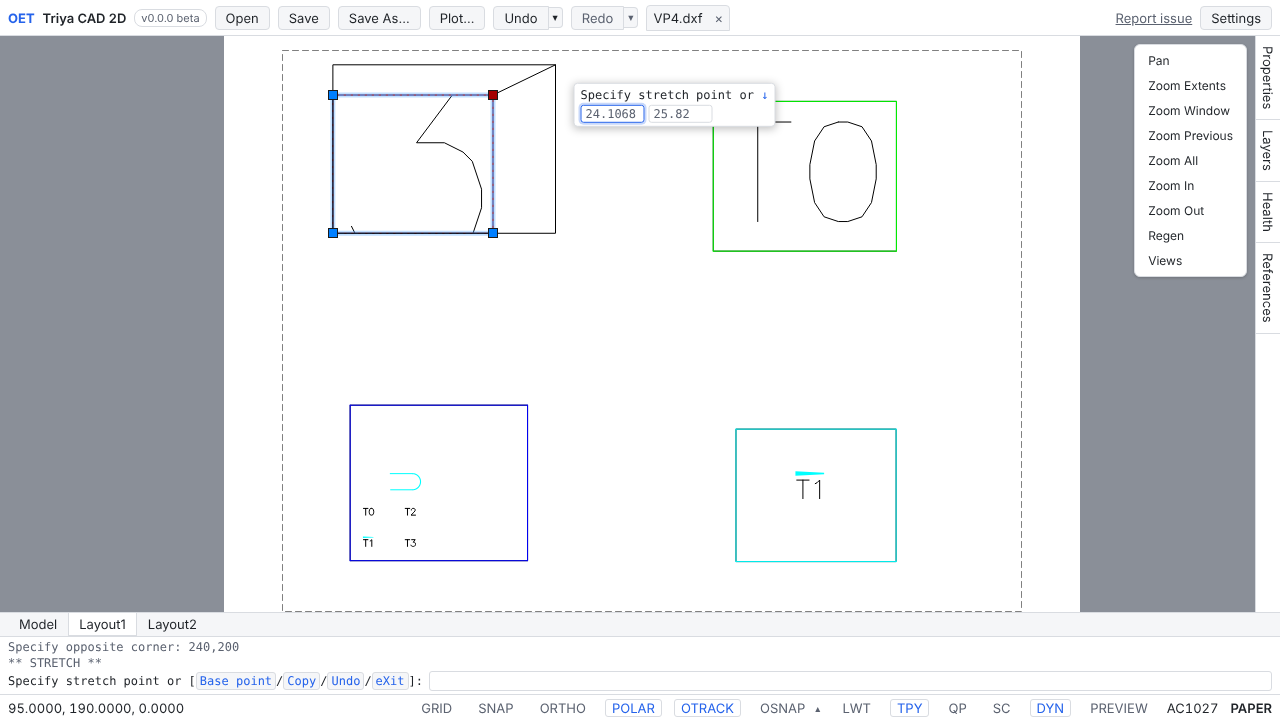 OET Triya CAD 2D v0.0.0 beta Open Save Save As... Plot... Undo ▾ Redo ▾ VP4.dxf × Report issue Settings
Specify stretch point or ↓
24.1068 25.82
T0
Pan
Zoom Extents
Zoom Window
Zoom Previous
Zoom All
Zoom In
Zoom Out
Regen
Views
Properties
Layers
Health
References
T0 T2
T1 T3
T1
Model Layout1 Layout2
Specify opposite corner: 240,200
** STRETCH **
Specify stretch point or [Base point/Copy/Undo/eXit]:
95.0000, 190.0000, 0.0000 GRID SNAP ORTHO POLAR OTRACK OSNAP ▴ LWT TPY QP SC DYN PREVIEW AC1027 PAPER